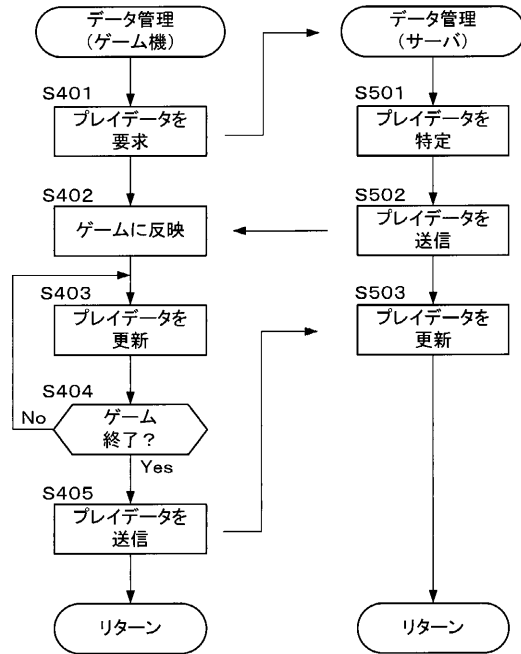 データ管理
(ゲーム機)
S401
プレイデータを
要求
S402
ゲームに反映
S403
プレイデータを
更新
S404
No
ゲーム
終了?
Yes
S405
プレイデータを
送信
リターン
データ管理
(サーバ)
S501
プレイデータを
特定
S502
プレイデータを
送信
S503
プレイデータを
更新
リターン